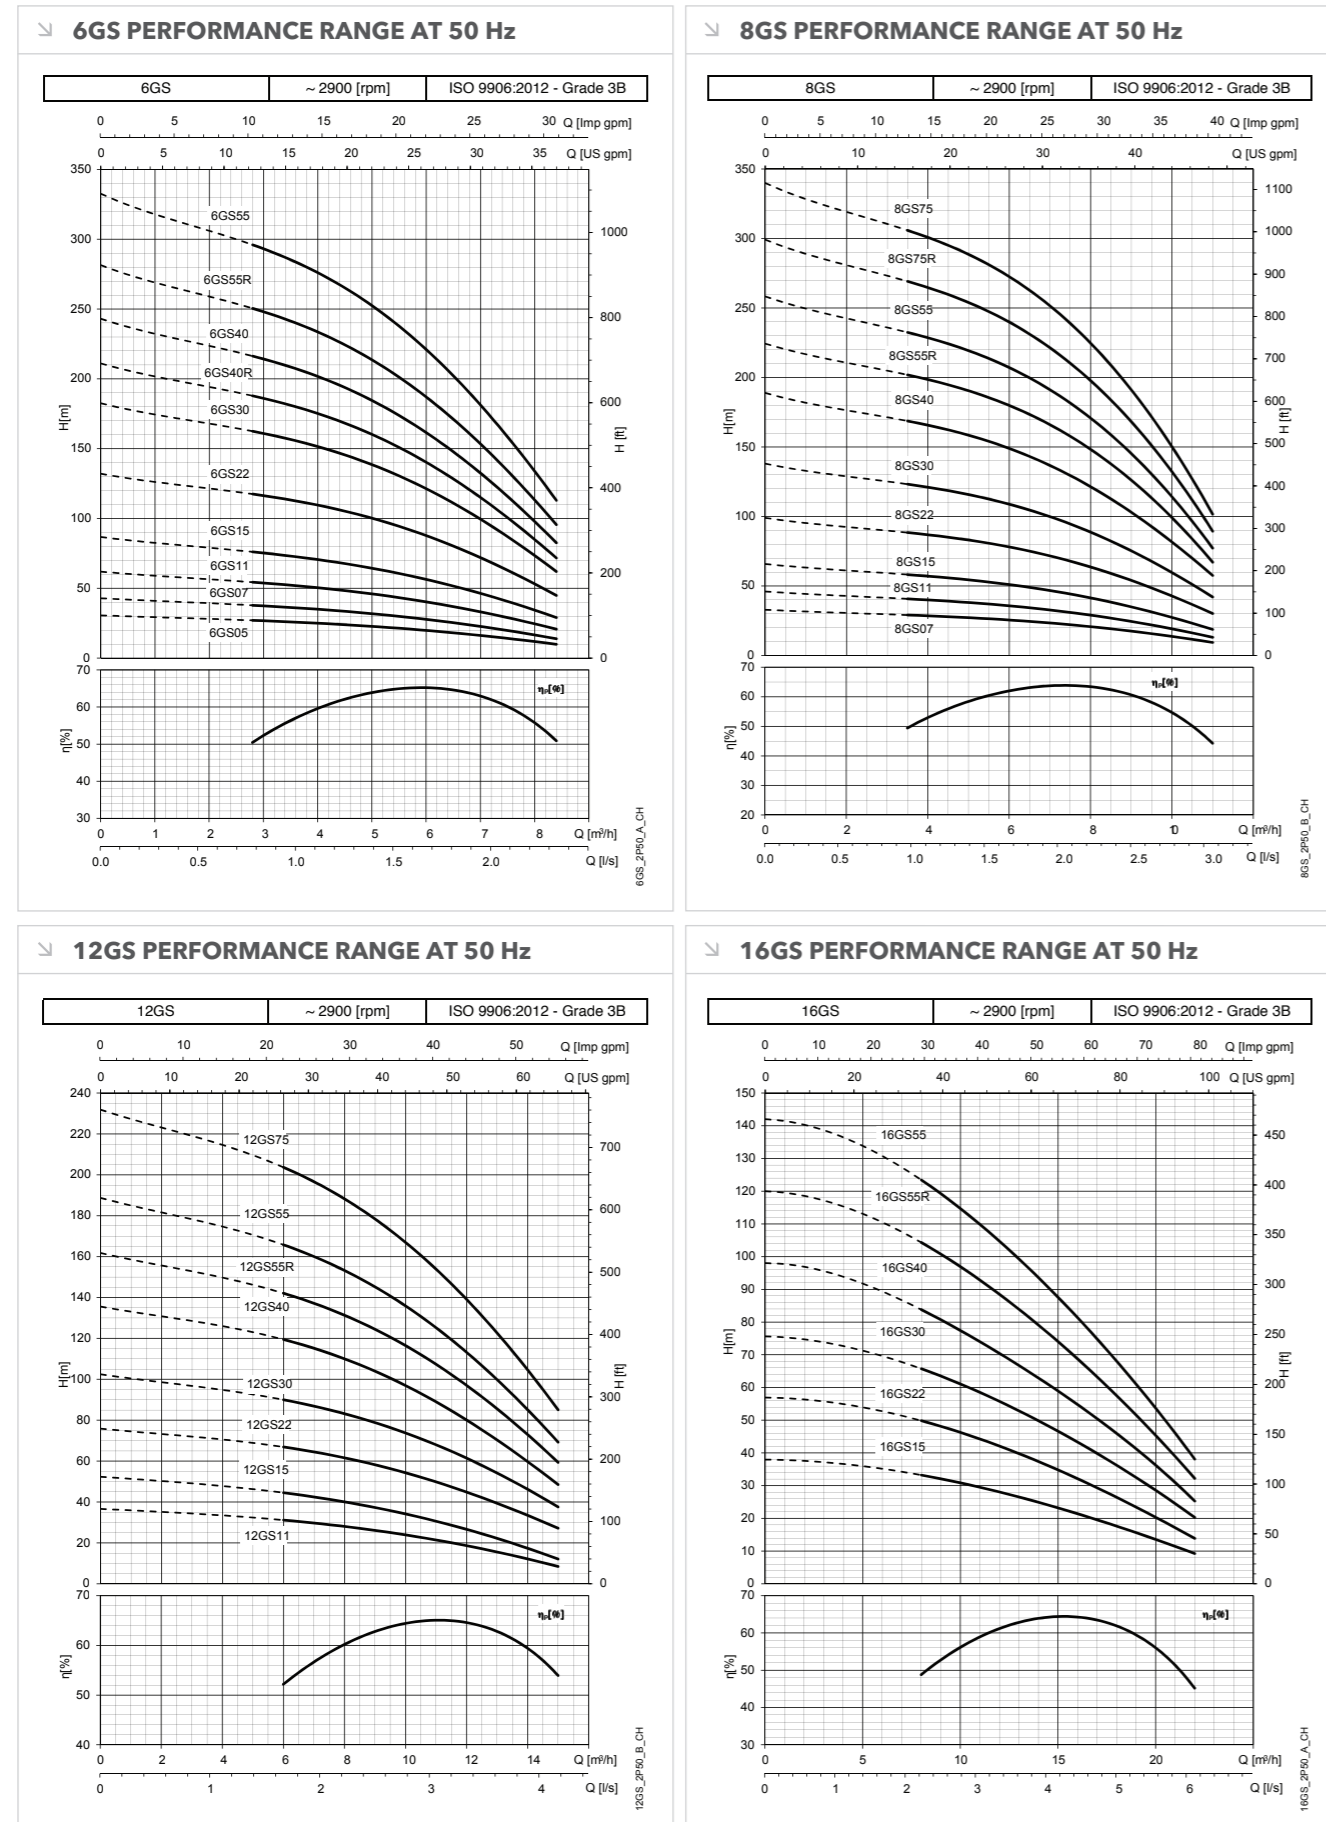 6GS PERFORMANCE RANGE AT 50 Hz
6GS ~ 2900 [rpm] ISO 9906:2012 - Grade 3B
0 5 10 15 20 25 30 Q [Imp gpm]
0 5 10 15 20 25 30 35 Q [US gpm]
350
300
250
200
150
100
50
0
H[m]
6GS55
6GS55R
6GS40
6GS40R
6GS30
6GS22
6GS15
6GS11
6GS07
6GS05
1000
800
600
400
200
0
H [ft]
70
60
50
40
30
η[%]
ηₚ[%]
0 1 2 3 4 5 6 7 8 Q [m³/h]
0.0 0.5 1.0 1.5 2.0 Q [l/s]
6GS_2P50_A_CH
8GS PERFORMANCE RANGE AT 50 Hz
8GS ~ 2900 [rpm] ISO 9906:2012 - Grade 3B
0 5 10 15 20 25 30 35 40 Q [Imp gpm]
0 10 20 30 40 Q [US gpm]
350
300
250
200
150
100
50
0
H[m]
8GS75
8GS75R
8GS55
8GS55R
8GS40
8GS30
8GS22
8GS15
8GS11
8GS07
1100
1000
900
800
700
600
500
400
300
200
100
0
H [ft]
70
60
50
40
30
20
η[%]
ηₚ[%]
0 2 4 6 8 10 Q [m³/h]
0.0 0.5 1.0 1.5 2.0 2.5 3.0 Q [l/s]
8GS_2P50_B_CH
12GS PERFORMANCE RANGE AT 50 Hz
12GS ~ 2900 [rpm] ISO 9906:2012 - Grade 3B
0 10 20 30 40 50 Q [Imp gpm]
0 10 20 30 40 50 60 Q [US gpm]
240
220
200
180
160
140
120
100
80
60
40
20
0
H[m]
12GS75
12GS55
12GS55R
12GS40
12GS30
12GS22
12GS15
12GS11
700
600
500
400
300
200
100
0
H [ft]
70
60
50
40
η[%]
ηₚ[%]
0 2 4 6 8 10 12 14 Q [m³/h]
0 1 2 3 4 Q [l/s]
12GS_2P50_B_CH
16GS PERFORMANCE RANGE AT 50 Hz
16GS ~ 2900 [rpm] ISO 9906:2012 - Grade 3B
0 10 20 30 40 50 60 70 80 Q [Imp gpm]
0 20 40 60 80 100 Q [US gpm]
150
140
130
120
110
100
90
80
70
60
50
40
30
20
10
0
H[m]
16GS55
16GS55R
16GS40
16GS30
16GS22
16GS15
450
400
350
300
250
200
150
100
50
0
H [ft]
70
60
50
40
30
η[%]
ηₚ[%]
0 5 10 15 20 Q [m³/h]
0 1 2 3 4 5 6 Q [l/s]
16GS_2P50_A_CH